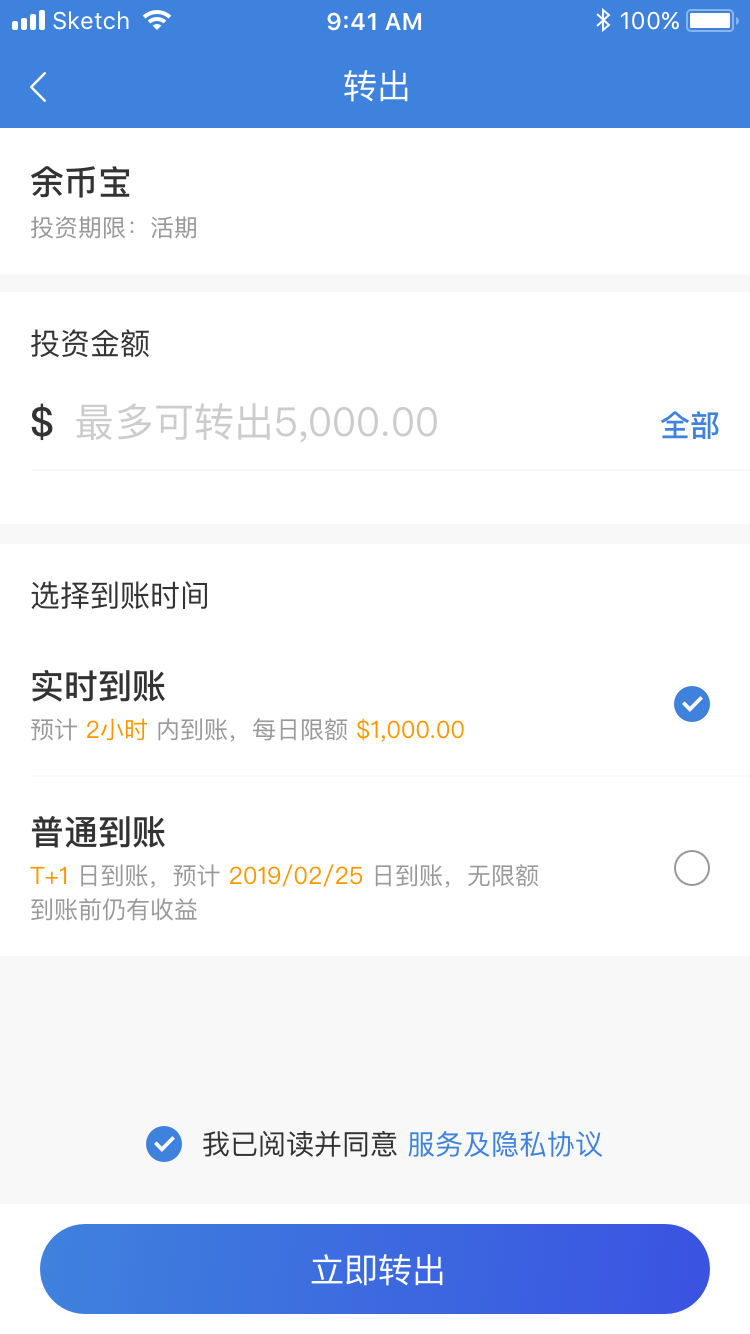 Sketch 9:41 AM 100%
转出
余币宝
投资期限：活期
投资金额
$ 最多可转出5,000.00 全部
选择到账时间
实时到账
预计 2小时 内到账，每日限额 $1,000.00
普通到账
T+1 日到账，预计 2019/02/25 日到账，无限额
到账前仍有收益
我已阅读并同意 服务及隐私协议
立即转出